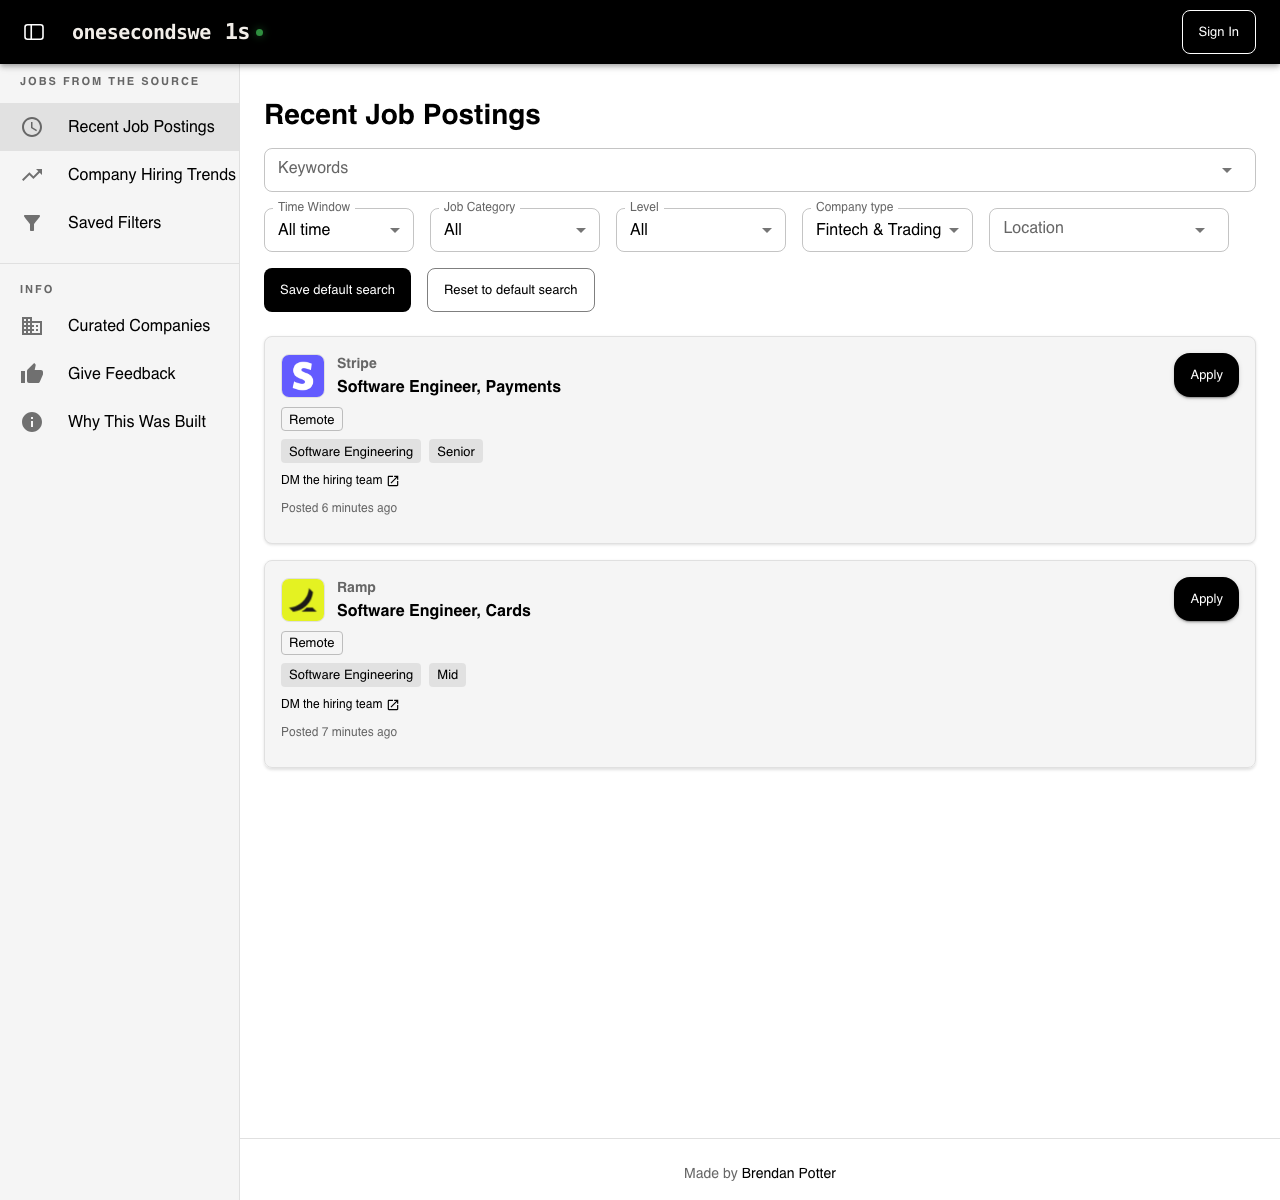 onesecondswe 1s
Sign In
JOBS FROM THE SOURCE
Recent Job Postings
Company Hiring Trends
Saved Filters
INFO
Curated Companies
Give Feedback
Why This Was Built
Recent Job Postings
Keywords
Time Window
All time
Job Category
All
Level
All
Company type
Fintech & Trading
Location
Save default search
Reset to default search
S
Stripe
Software Engineer, Payments
Apply
Remote
Software Engineering
Senior
DM the hiring team
Posted 6 minutes ago
Ramp
Software Engineer, Cards
Apply
Remote
Software Engineering
Mid
DM the hiring team
Posted 7 minutes ago
Made by Brendan Potter